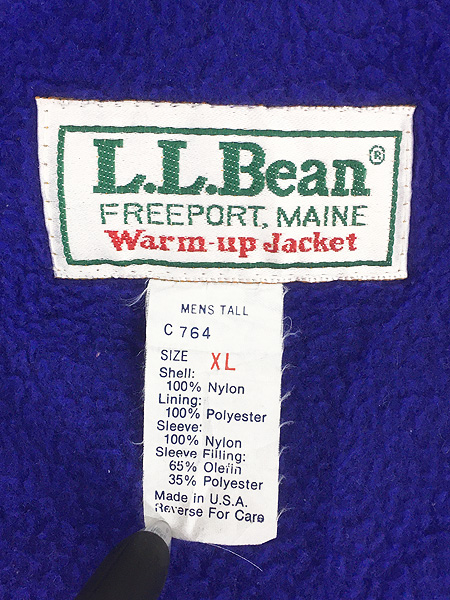 L.L.Bean®
FREEPORT, MAINE
Warm-up Jacket
MENS TALL
C 764
SIZE XL
Shell:
100% Nylon
Lining:
100% Polyester
Sleeve:
100% Nylon
Sleeve Filling:
65% Olefin
35% Polyester
Made in U.S.A.
Reverse For Care